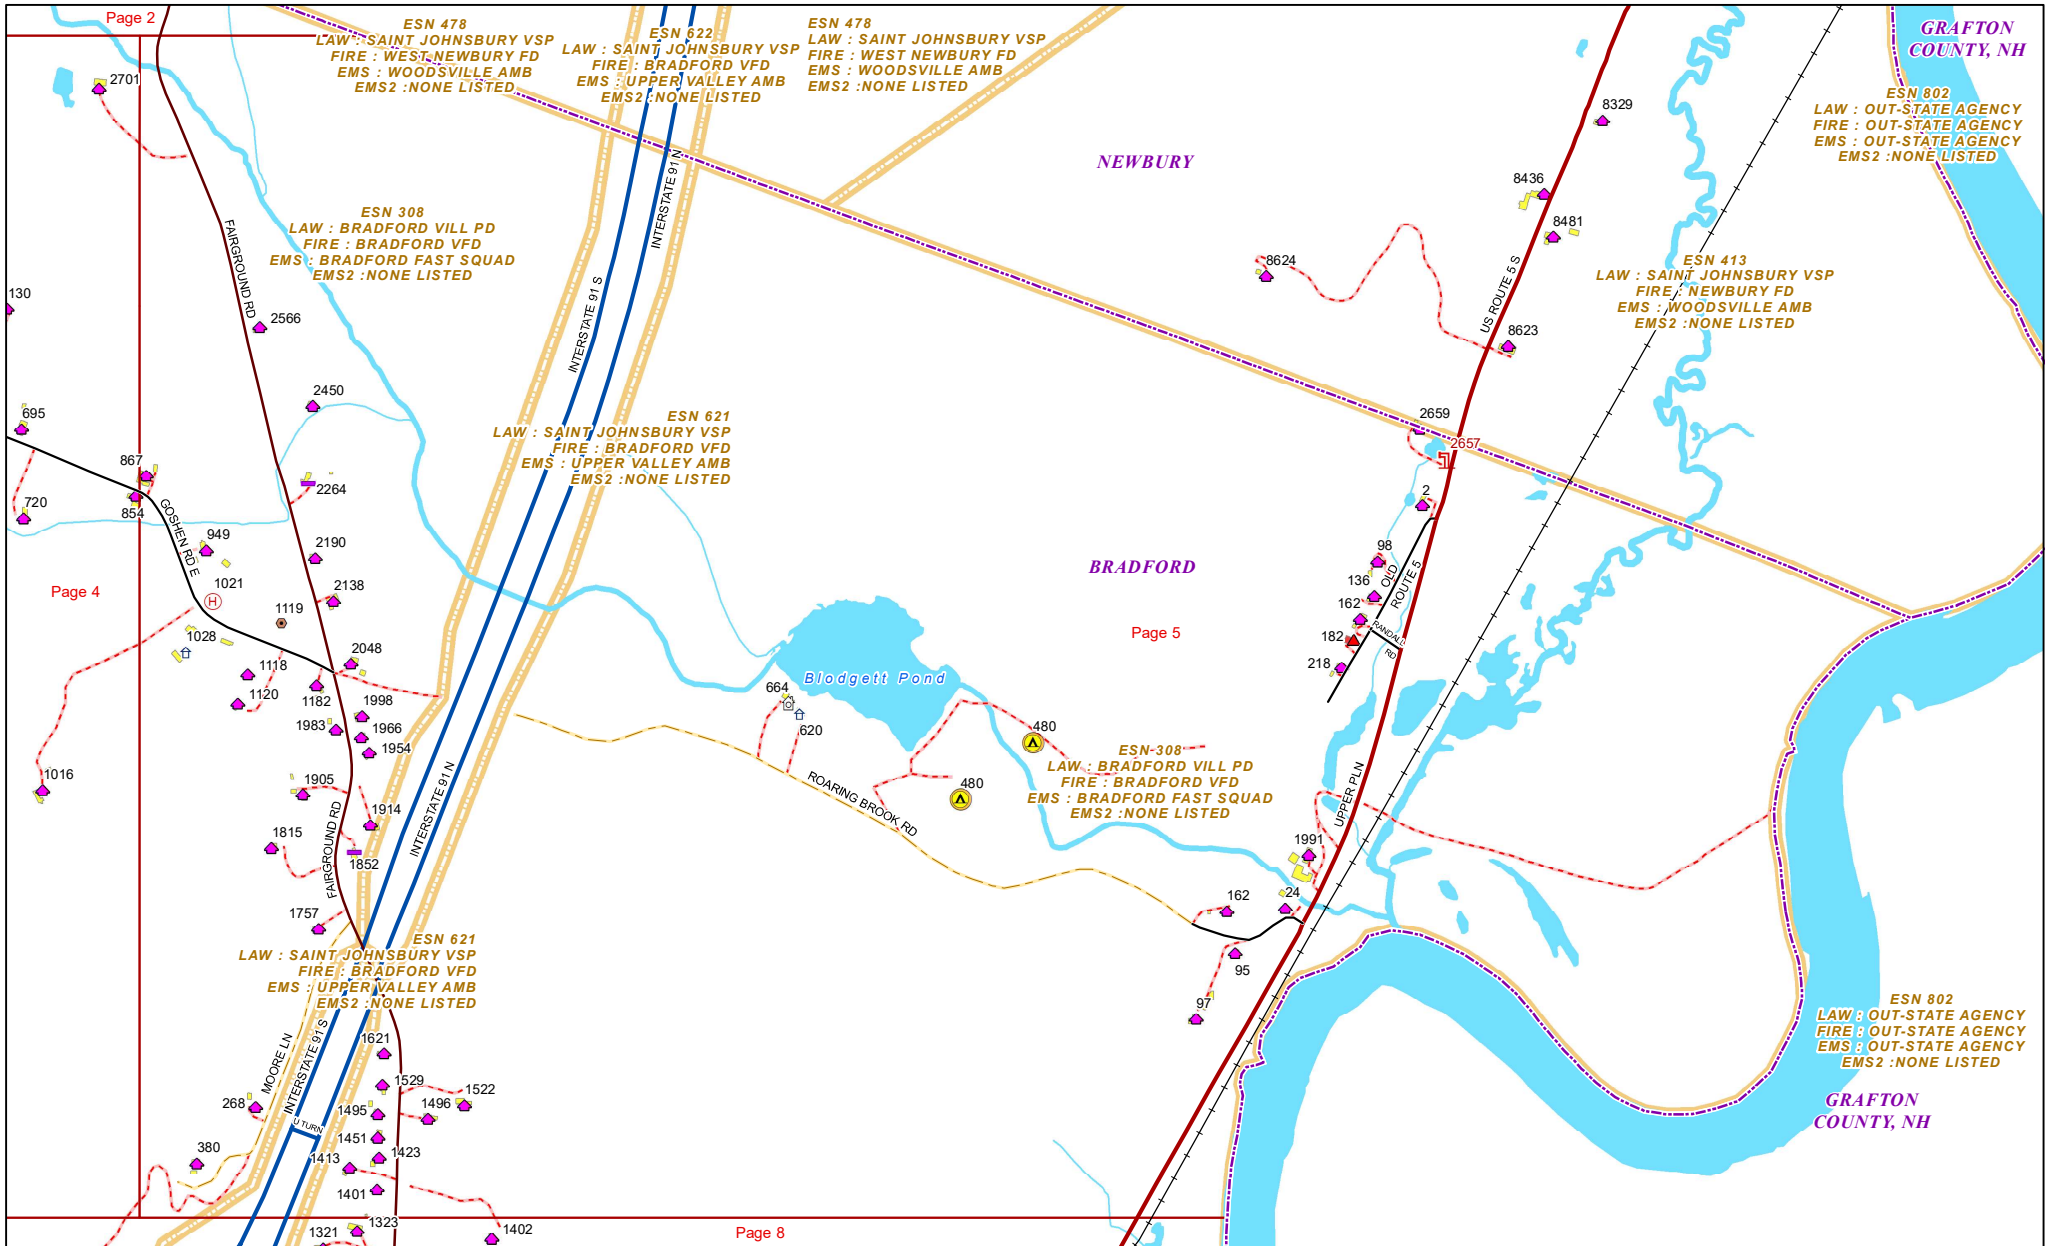 Page 2
ESN 478
LAW : SAINT JOHNSBURY VSP
FIRE : WEST NEWBURY FD
EMS : WOODSVILLE AMB
EMS2 :NONE LISTED
ESN 622
LAW : SAINT JOHNSBURY VSP
FIRE : BRADFORD VFD
EMS : UPPER VALLEY AMB
EMS2 :NONE LISTED
ESN 478
LAW : SAINT JOHNSBURY VSP
FIRE : WEST NEWBURY FD
EMS : WOODSVILLE AMB
EMS2 :NONE LISTED
GRAFTON
COUNTY, NH
ESN 802
LAW : OUT-STATE AGENCY
FIRE : OUT-STATE AGENCY
EMS : OUT-STATE AGENCY
EMS2 :NONE LISTED
2701
8329
NEWBURY
8436
8481
INTERSTATE 91 N
FAIRGROUND RD
ESN 308
LAW : BRADFORD VILL PD
FIRE : BRADFORD VFD
EMS : BRADFORD FAST SQUAD
EMS2 :NONE LISTED
8624
US ROUTE 5 S
ESN 413
LAW : SAINT JOHNSBURY VSP
FIRE : NEWBURY FD
EMS : WOODSVILLE AMB
EMS2 :NONE LISTED
130
2566
INTERSTATE 91 S
8623
2450
695
2659
2657
ESN 621
LAW : SAINT JOHNSBURY VSP
FIRE : BRADFORD VFD
EMS : UPPER VALLEY AMB
EMS2 :NONE LISTED
867
2264
720
854
GOSHEN RD E
2
949
2190
98
BRADFORD
1021
H
2138
136
OLD
ROUTE 5
Page 4
1119
162
RANDALL
RD
Page 5
1028
182
2048
218
1118
1120
1182
Blodgett Pond
664
620
1998
1983
1966
1954
480
ESN 308
LAW : BRADFORD VILL PD
FIRE : BRADFORD VFD
EMS : BRADFORD FAST SQUAD
EMS2 :NONE LISTED
1016
1905
480
ROARING BROOK RD
UPPER PLN
INTERSTATE 91 N
FAIRGROUND RD
1914
1815
1852
1991
1757
162
24
ESN 621
LAW : SAINT JOHNSBURY VSP
FIRE : BRADFORD VFD
EMS : UPPER VALLEY AMB
EMS2 :NONE LISTED
95
97
ESN 802
LAW : OUT-STATE AGENCY
FIRE : OUT-STATE AGENCY
EMS : OUT-STATE AGENCY
EMS2 :NONE LISTED
GRAFTON
COUNTY, NH
MOORE LN
INTERSTATE 91 S
1621
1529
1522
268
1495
1496
U TURN
1451
380
1413
1423
1401
1321
1323
1402
Page 8